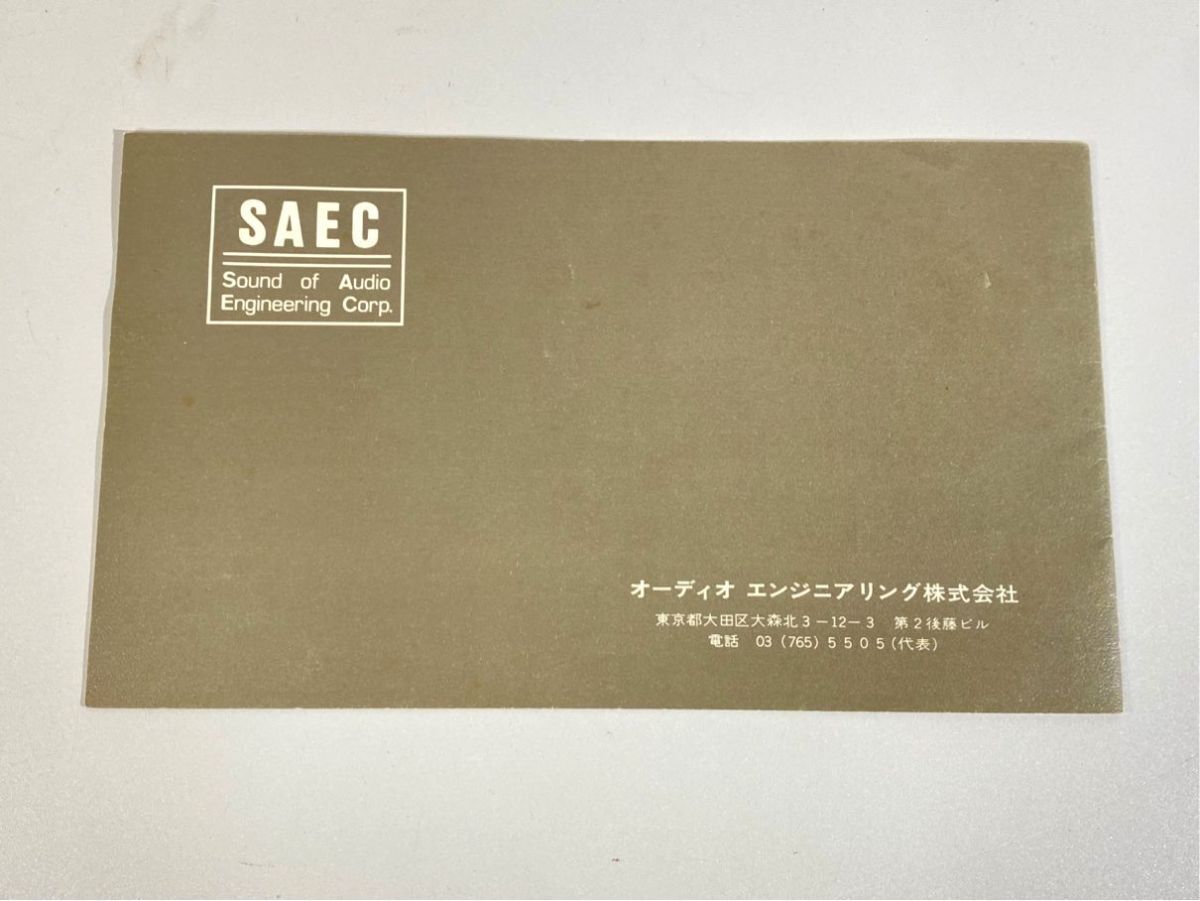 SAEC
Sound of Audio
Engineering Corp.
オーディオ エンジニアリング株式会社
東京都大田区大森北3-12-3 第2後藤ビル
電話 03 (765) 5505 (代表)